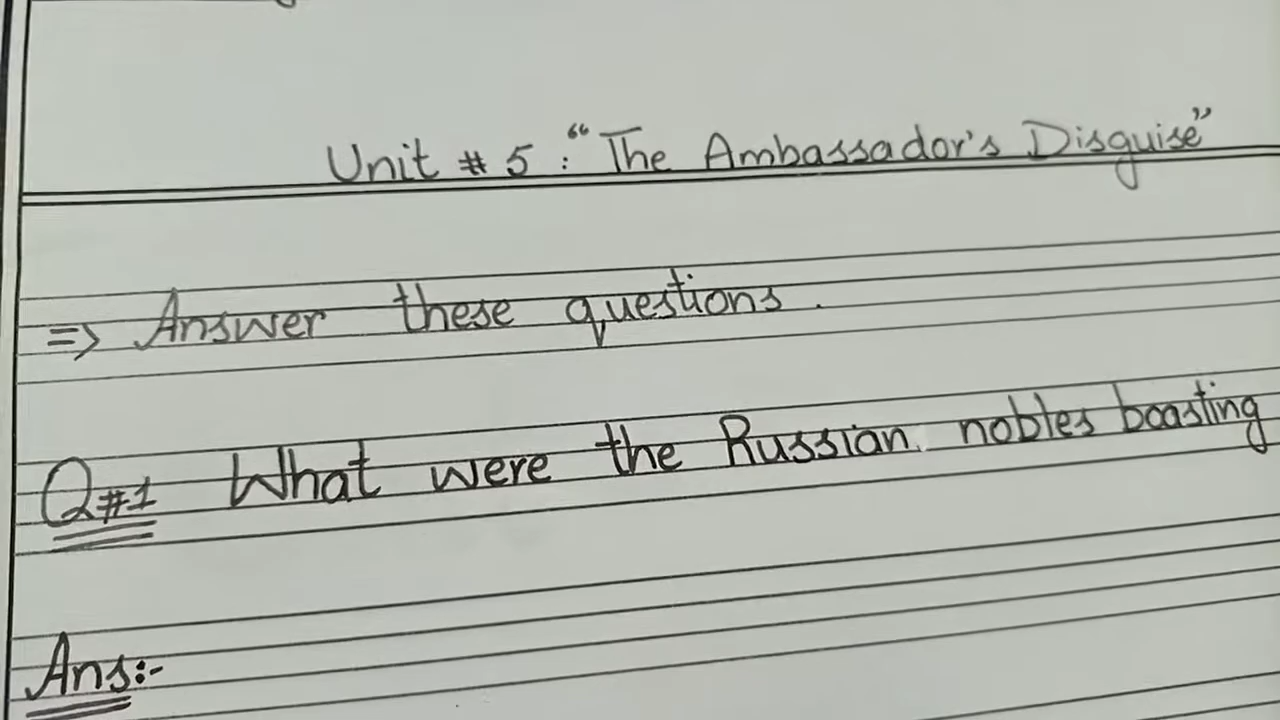 Unit # 5 : "The Ambassador's Disguise"
=> Answer these questions.
Q#1 What were the Russian nobles boasting
Ans:-